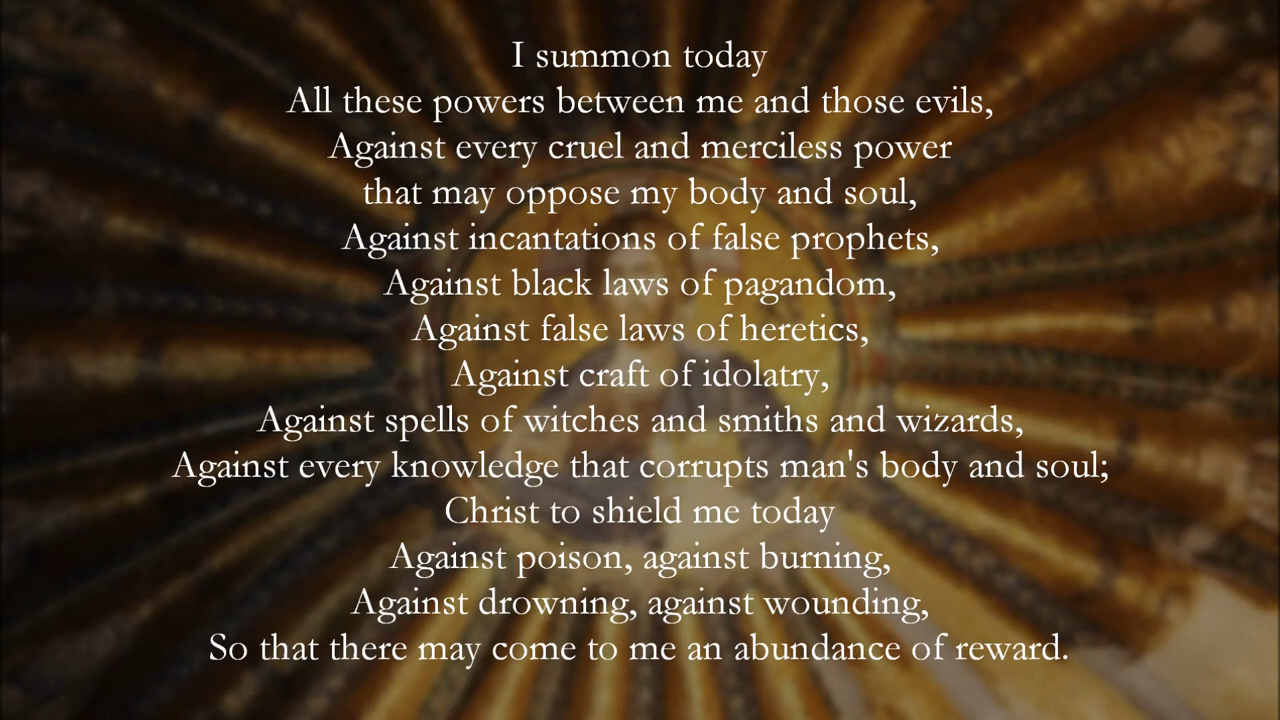 I summon today
All these powers between me and those evils,
Against every cruel and merciless power
that may oppose my body and soul,
Against incantations of false prophets,
Against black laws of pagandom,
Against false laws of heretics,
Against craft of idolatry,
Against spells of witches and smiths and wizards,
Against every knowledge that corrupts man's body and soul;
Christ to shield me today
Against poison, against burning,
Against drowning, against wounding,
So that there may come to me an abundance of reward.